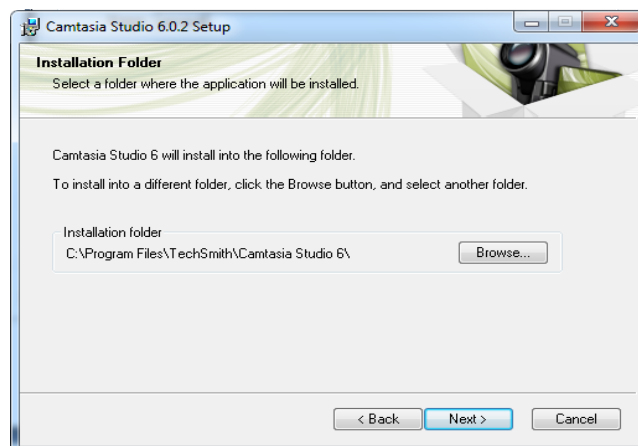 Camtasia Studio 6.0.2 Setup
Installation Folder
Select a folder where the application will be installed.
Camtasia Studio 6 will install into the following folder.
To install into a different folder, click the Browse button, and select another folder.
Installation folder
C:\Program Files\TechSmith\Camtasia Studio 6\
Browse...
< Back
Next >
Cancel